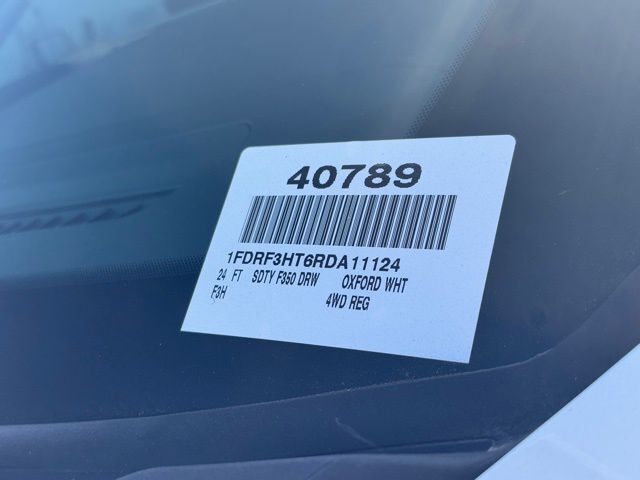 40789
1FDRF3HT6RDA11124
24 FT SDTY F350 DRW OXFORD WHT
F3H 4WD REG